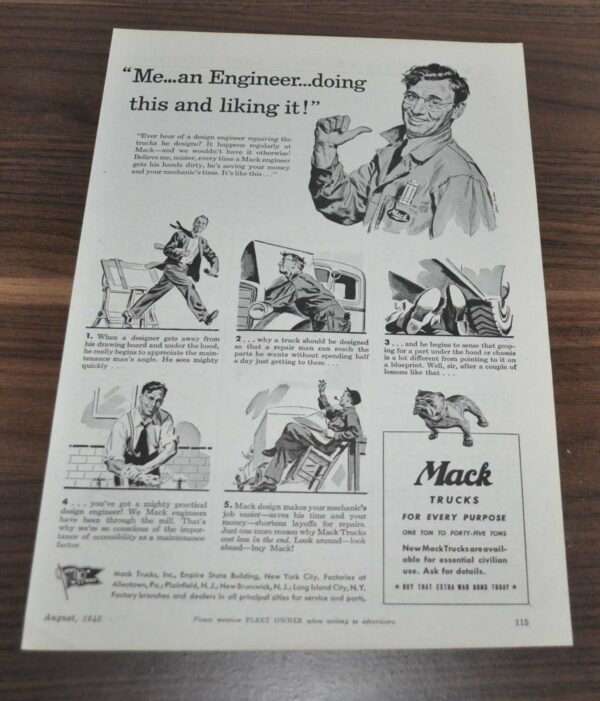 "Me...an Engineer...doing
this and liking it!"
"Ever hear of a design engineer repairing the
trucks he designs? It happens regularly at
Mack—and we wouldn't have it otherwise!
Believe me, mister, every time a Mack engineer
gets his hands dirty, he's saving your money
and your mechanic's time. It's like this . . ."
Mack
1. When a designer gets away from
his drawing board and under the hood,
he really begins to appreciate the main-
tenance man's angle. He sees mighty
quickly . . .
2 . . . why a truck should be designed
so that a repair man can reach the
parts he wants without spending half
a day just getting to them . . .
3 . . . and he begins to sense that grop-
ing for a part under the hood or chassis
is a lot different from pointing to it on
a blueprint. Well, sir, after a couple of
lessons like that . . .
4 . . . you've got a mighty practical
design engineer! We Mack engineers
have been through the mill. That's
why we're so conscious of the impor-
tance of accessibility as a maintenance
factor.
5. Mack design makes your mechanic's
job easier—saves his time and your
money—shortens layoffs for repairs.
Just one more reason why Mack Trucks
cost less in the end. Look around—look
ahead—buy Mack!
Mack
TRUCKS
FOR EVERY PURPOSE
ONE TON TO FORTY-FIVE TONS
New Mack Trucks are avail-
able for essential civilian
use. Ask for details.
★ BUY THAT EXTRA WAR BOND TODAY ★
Mack Trucks, Inc., Empire State Building, New York City. Factories at
Allentown, Pa.; Plainfield, N. J.; New Brunswick, N. J.; Long Island City, N. Y.
Factory branches and dealers in all principal cities for service and parts.
August, 1945
Please mention FLEET OWNER when writing to advertisers.
115